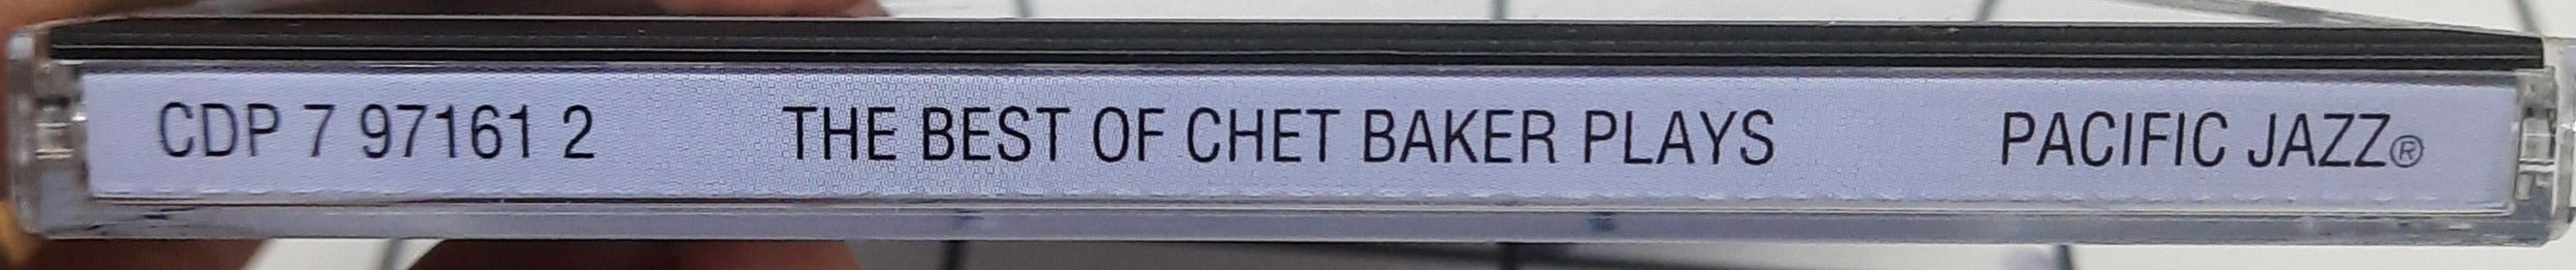 CDP 7 97161 2 THE BEST OF CHET BAKER PLAYS PACIFIC JAZZ®